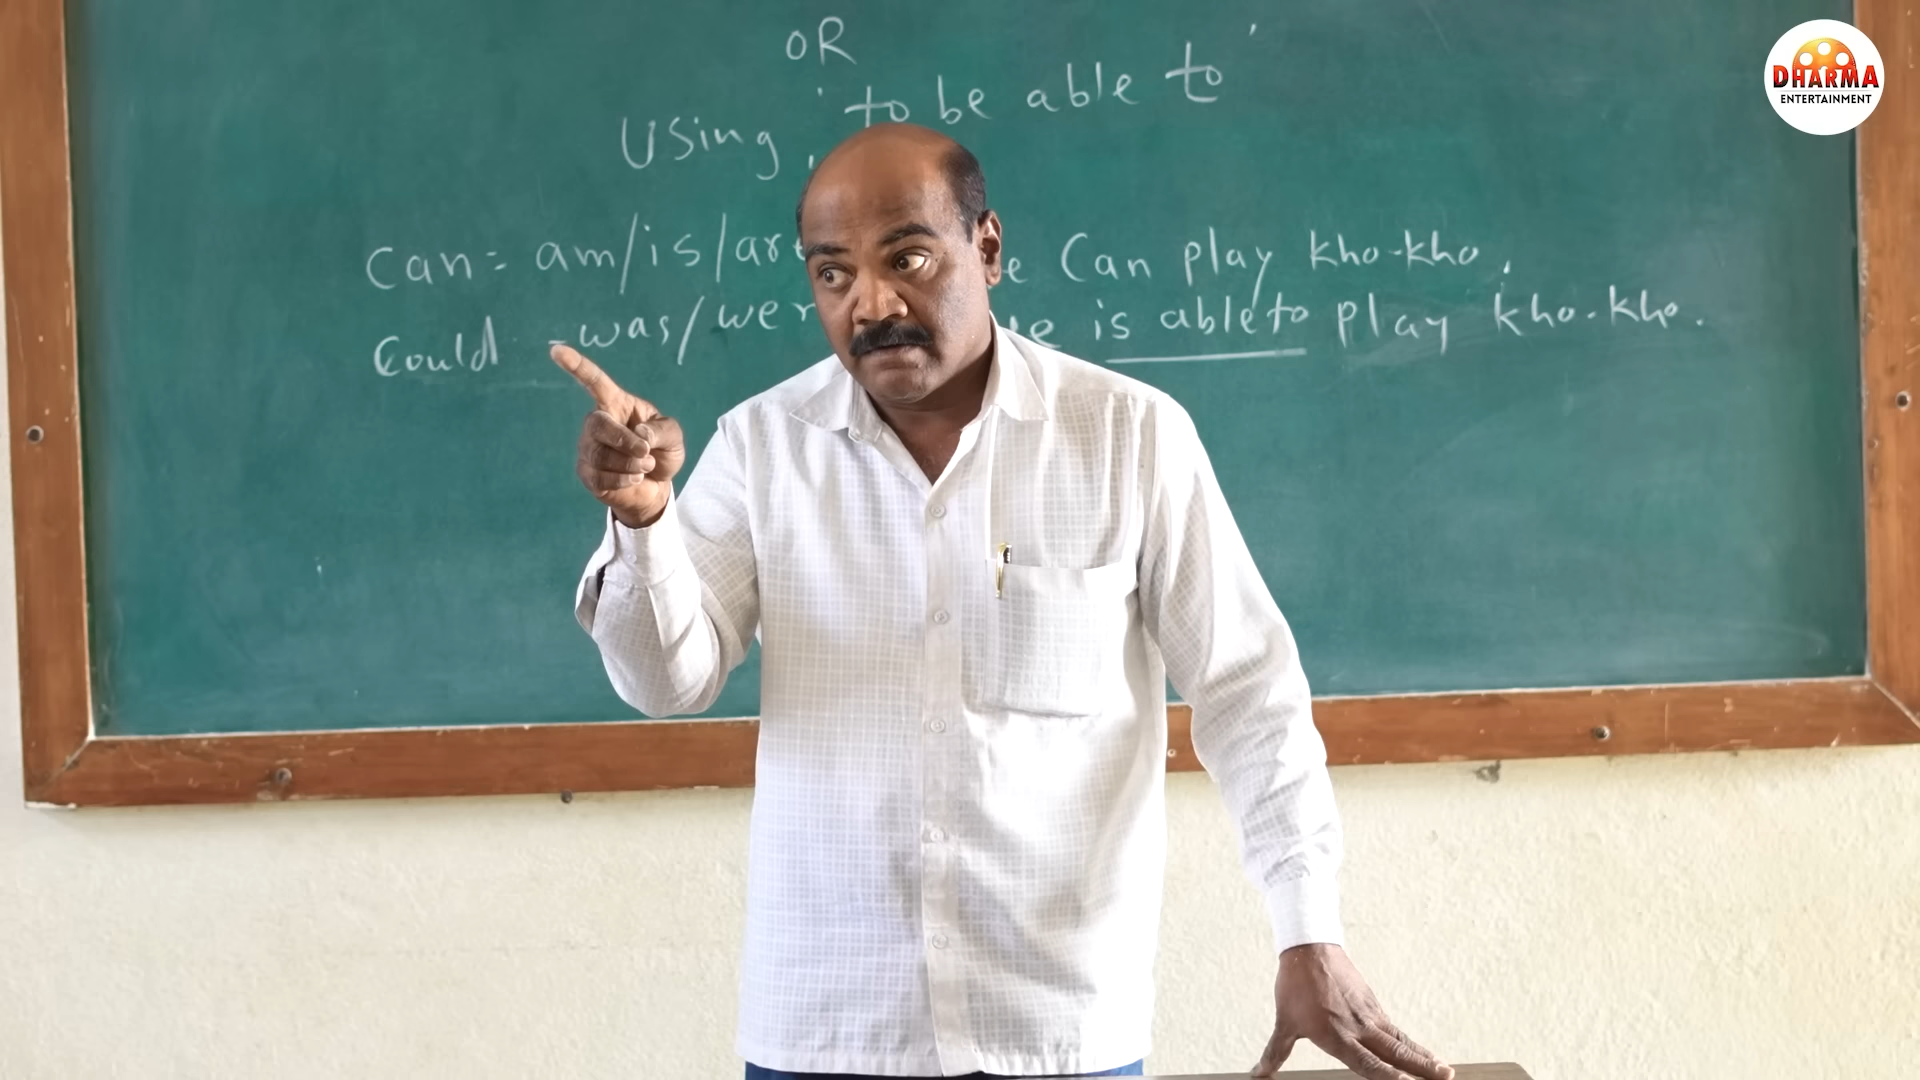 OR
Using 'to be able to'
Can = am/is/are
Could = was/wer
Can play kho-kho.
is able to play kho-kho.
DHARMA
ENTERTAINMENT